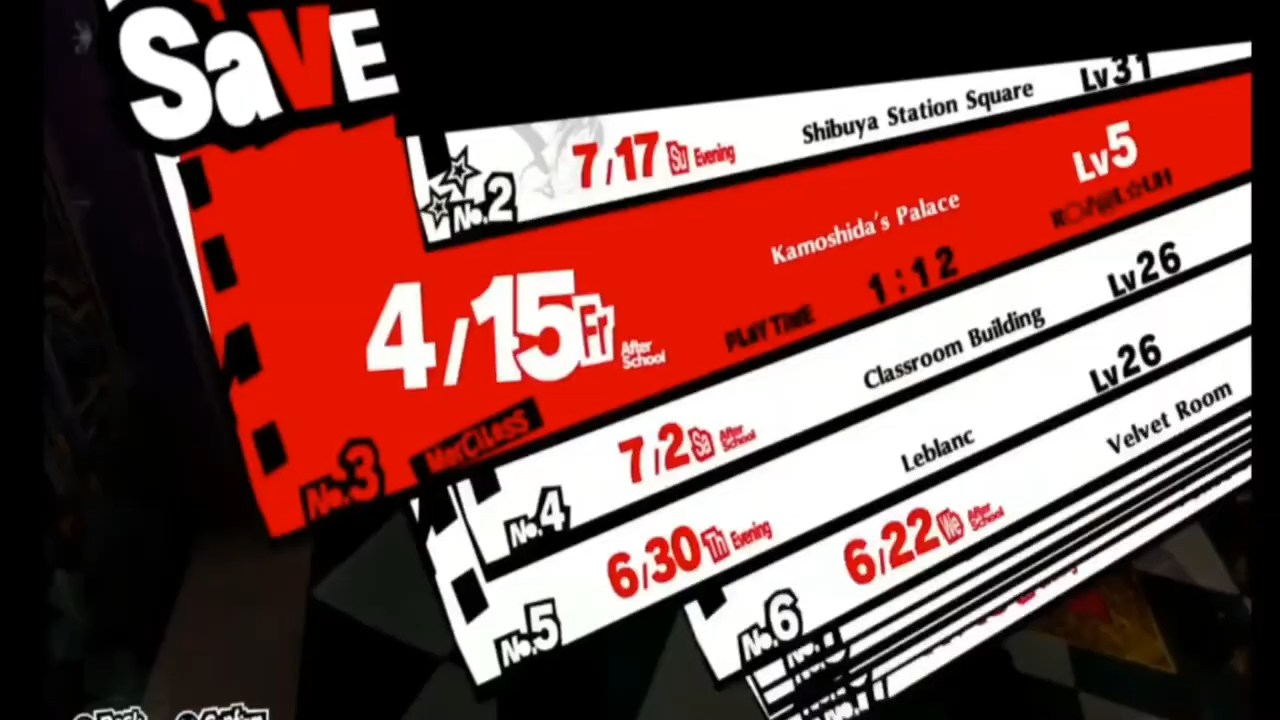 SaVE
No.2 7/17 Su Evening Shibuya Station Square Lv31
No.3 4/15 Fr After School Kamoshida's Palace Lv5
MerCiless PLAY TIME 1:12
No.4 7/2 Sa After School Classroom Building Lv26
No.5 6/30 Th Evening Leblanc Lv26
No.6 6/22 We After School Velvet Room